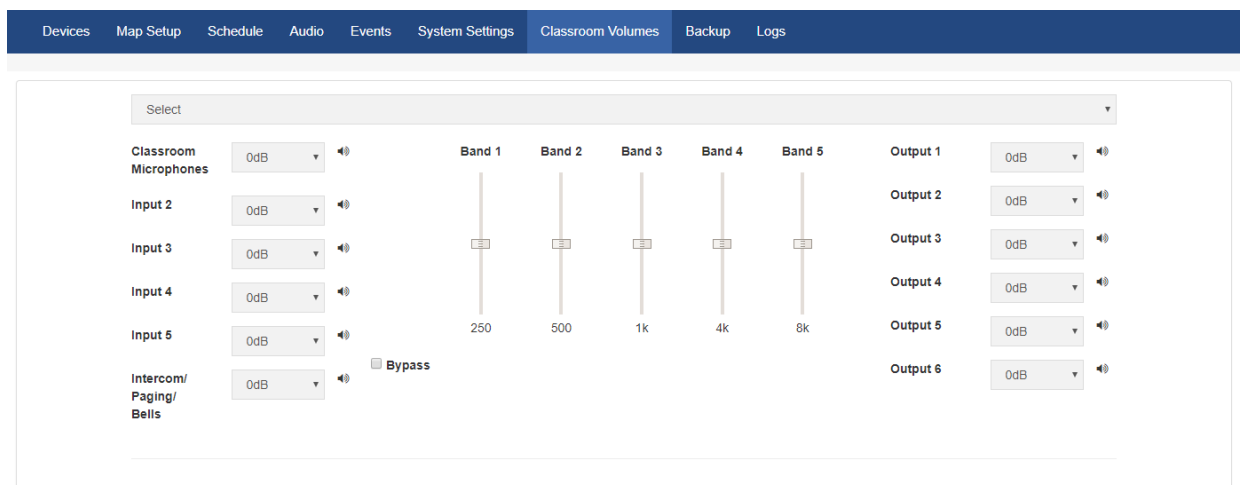 Devices Map Setup Schedule Audio Events System Settings Classroom Volumes Backup Logs
Select
Classroom
Microphones
0dB
Input 2
0dB
Input 3
0dB
Input 4
0dB
Input 5
0dB
Intercom/
Paging/
Bells
0dB
Band 1 Band 2 Band 3 Band 4 Band 5
250 500 1k 4k 8k
Bypass
Output 1
0dB
Output 2
0dB
Output 3
0dB
Output 4
0dB
Output 5
0dB
Output 6
0dB